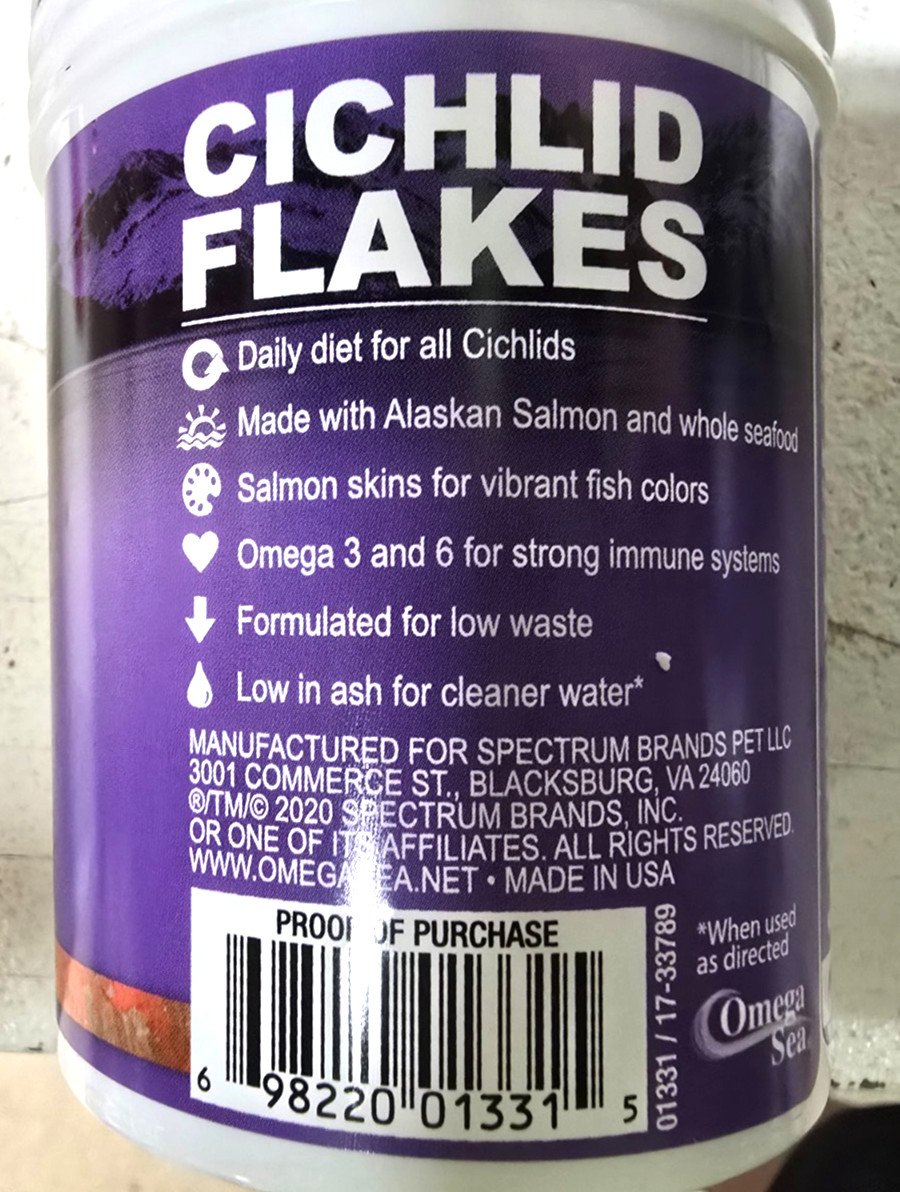 CICHLID
FLAKES
Daily diet for all Cichlids
Made with Alaskan Salmon and whole seafood
Salmon skins for vibrant fish colors
Omega 3 and 6 for strong immune systems
Formulated for low waste
Low in ash for cleaner water*
MANUFACTURED FOR SPECTRUM BRANDS PET LLC
3001 COMMERCE ST., BLACKSBURG, VA 24060
®/TM/© 2020 SPECTRUM BRANDS, INC.
OR ONE OF ITS AFFILIATES. ALL RIGHTS RESERVED.
WWW.OMEGASEA.NET • MADE IN USA
PROOF OF PURCHASE
6 98220 01331 5
01331 / 17-33789
*When used
as directed
Omega
Sea